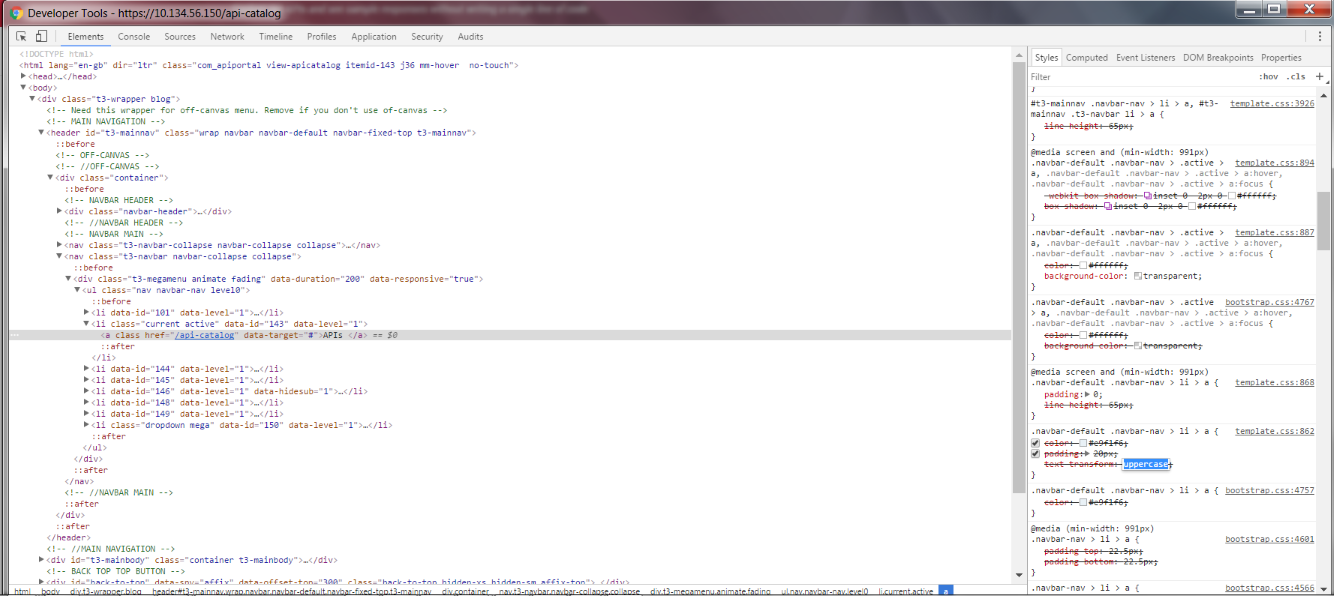 Developer Tools - https://10.134.56.150/api-catalog
Elements Console Sources Network Timeline Profiles Application Security Audits
<!DOCTYPE html>
<html lang="en-gb" dir="ltr" class="com_apiportal view-apicatalog itemid-143 j36 mm-hover no-touch">
<head>…</head>
<body>
<div class="t3-wrapper blog">
<!-- Need this wrapper for off-canvas menu. Remove if you don't use of-canvas -->
<!-- MAIN NAVIGATION -->
<header id="t3-mainnav" class="wrap navbar navbar-default navbar-fixed-top t3-mainnav">
::before
<!-- OFF-CANVAS -->
<!-- //OFF-CANVAS -->
<div class="container">
::before
<!-- NAVBAR HEADER -->
<div class="navbar-header">…</div>
<!-- //NAVBAR HEADER -->
<!-- NAVBAR MAIN -->
<nav class="t3-navbar-collapse navbar-collapse collapse">…</nav>
<nav class="t3-navbar navbar-collapse collapse">
::before
<div class="t3-megamenu animate fading" data-duration="200" data-responsive="true">
<ul class="nav navbar-nav level0">
::before
<li data-id="101" data-level="1">…</li>
<li class="current active" data-id="143" data-level="1">
<a class href="/api-catalog" data-target="#">APIs </a> == $0
::after
</li>
<li data-id="144" data-level="1">…</li>
<li data-id="145" data-level="1">…</li>
<li data-id="146" data-level="1" data-hidesub="1">…</li>
<li data-id="148" data-level="1">…</li>
<li data-id="149" data-level="1">…</li>
<li class="dropdown mega" data-id="150" data-level="1">…</li>
::after
</ul>
</div>
::after
</nav>
<!-- //NAVBAR MAIN -->
::after
</div>
::after
</header>
<!-- //MAIN NAVIGATION -->
<div id="t3-mainbody" class="container t3-mainbody">…</div>
<!-- BACK TOP TOP BUTTON -->
<div id="back-to-top" data-spy="affix" data-offset-top="300" class="back-to-top hidden-xs hidden-sm affix-top">…</div>
html body div.t3-wrapper.blog header#t3-mainnav.wrap.navbar.navbar-default.navbar-fixed-top.t3-mainnav div.container nav.t3-navbar.navbar-collapse.collapse div.t3-megamenu.animate.fading ul.nav.navbar-nav.level0 li.current.active a
Styles Computed Event Listeners DOM Breakpoints Properties
Filter :hov .cls +
}
#t3-mainnav .navbar-nav > li > a, #t3- template.css:3926
mainnav .t3-navbar li > a {
line-height: 65px;
}
@media screen and (min-width: 991px)
.navbar-default .navbar-nav > .active > template.css:894
a, .navbar-default .navbar-nav > .active > a:hover,
.navbar-default .navbar-nav > .active > a:focus {
-webkit-box-shadow: inset 0 -2px 0 #ffffff;
box-shadow: inset 0 -2px 0 #ffffff;
}
.navbar-default .navbar-nav > .active > template.css:887
a, .navbar-default .navbar-nav > .active > a:hover,
.navbar-default .navbar-nav > .active > a:focus {
color: #ffffff;
background-color: transparent;
}
.navbar-default .navbar-nav > .active bootstrap.css:4767
> a, .navbar-default .navbar-nav > .active > a:hover,
.navbar-default .navbar-nav > .active > a:focus {
color: #ffffff;
background-color: transparent;
}
@media screen and (min-width: 991px)
.navbar-default .navbar-nav > li > a { template.css:868
padding: 0;
line-height: 65px;
}
.navbar-default .navbar-nav > li > a { template.css:862
color: #e9f1f6;
padding: 20px;
text-transform: uppercase;
}
.navbar-default .navbar-nav > li > a { bootstrap.css:4757
color: #e9f1f6;
}
@media (min-width: 991px)
.navbar-nav > li > a { bootstrap.css:4601
padding-top: 22.5px;
padding-bottom: 22.5px;
}
.navbar-nav > li > a { bootstrap.css:4566